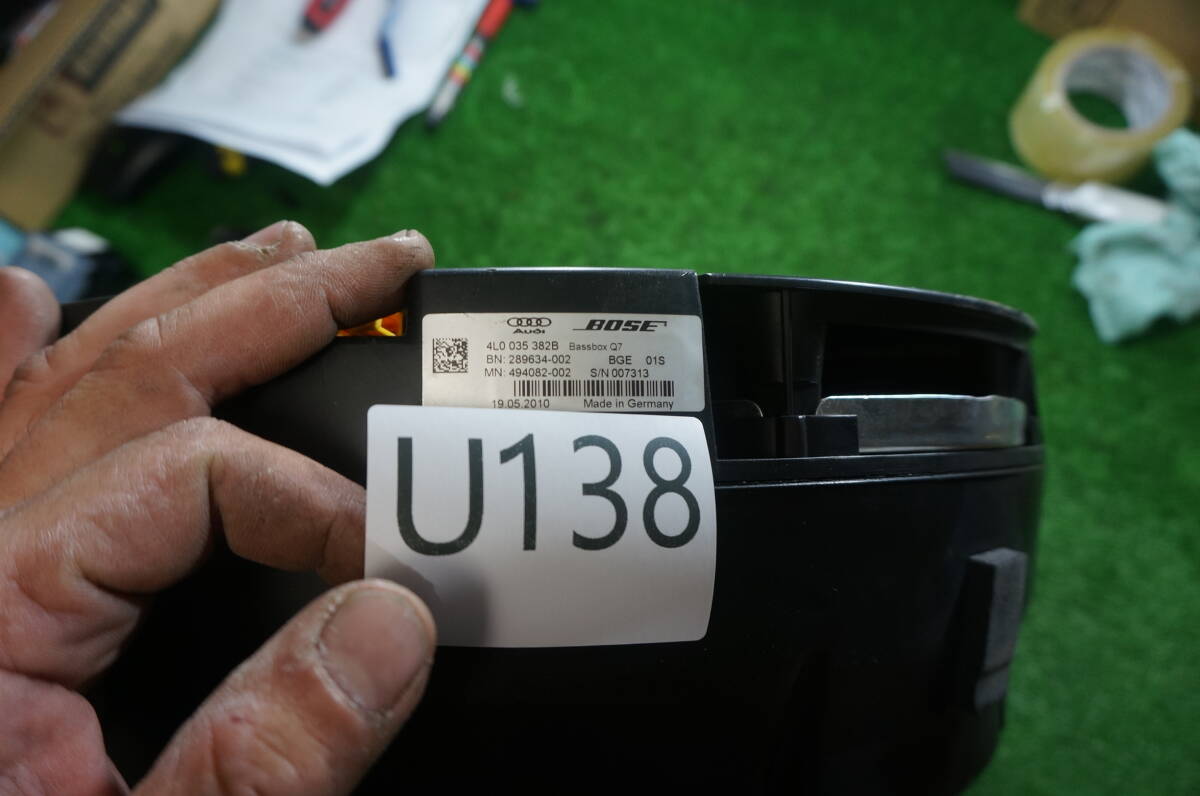 Audi BOSE
4L0 035 382B Bassbox Q7
BN: 289634-002 BGE 01S
MN: 494082-002 S/N 007313
19.05.2010 Made in Germany
U138